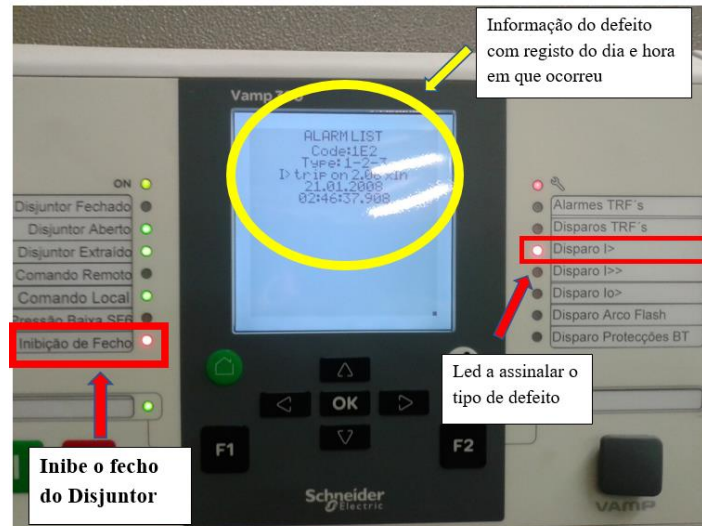 Informação do defeito
com registo do dia e hora
em que ocorreu
ALARM LIST
Code:1E2
Type: 1-2-3
I> trip on 2.06 xIn
21.01.2008
02:46:37.908
ON
Disjuntor Fechado
Disjuntor Aberto
Disjuntor Extraído
Comando Remoto
Comando Local
Pressão Baixa SF6
Inibição de Fecho
Alarmes TRF´s
Disparos TRF´s
Disparo I>
Disparo I>>
Disparo Io>
Disparo Arco Flash
Disparo Protecções BT
Led a assinalar o
tipo de defeito
Inibe o fecho
do Disjuntor
OK
F1
F2
Schneider
Electric
VAMP